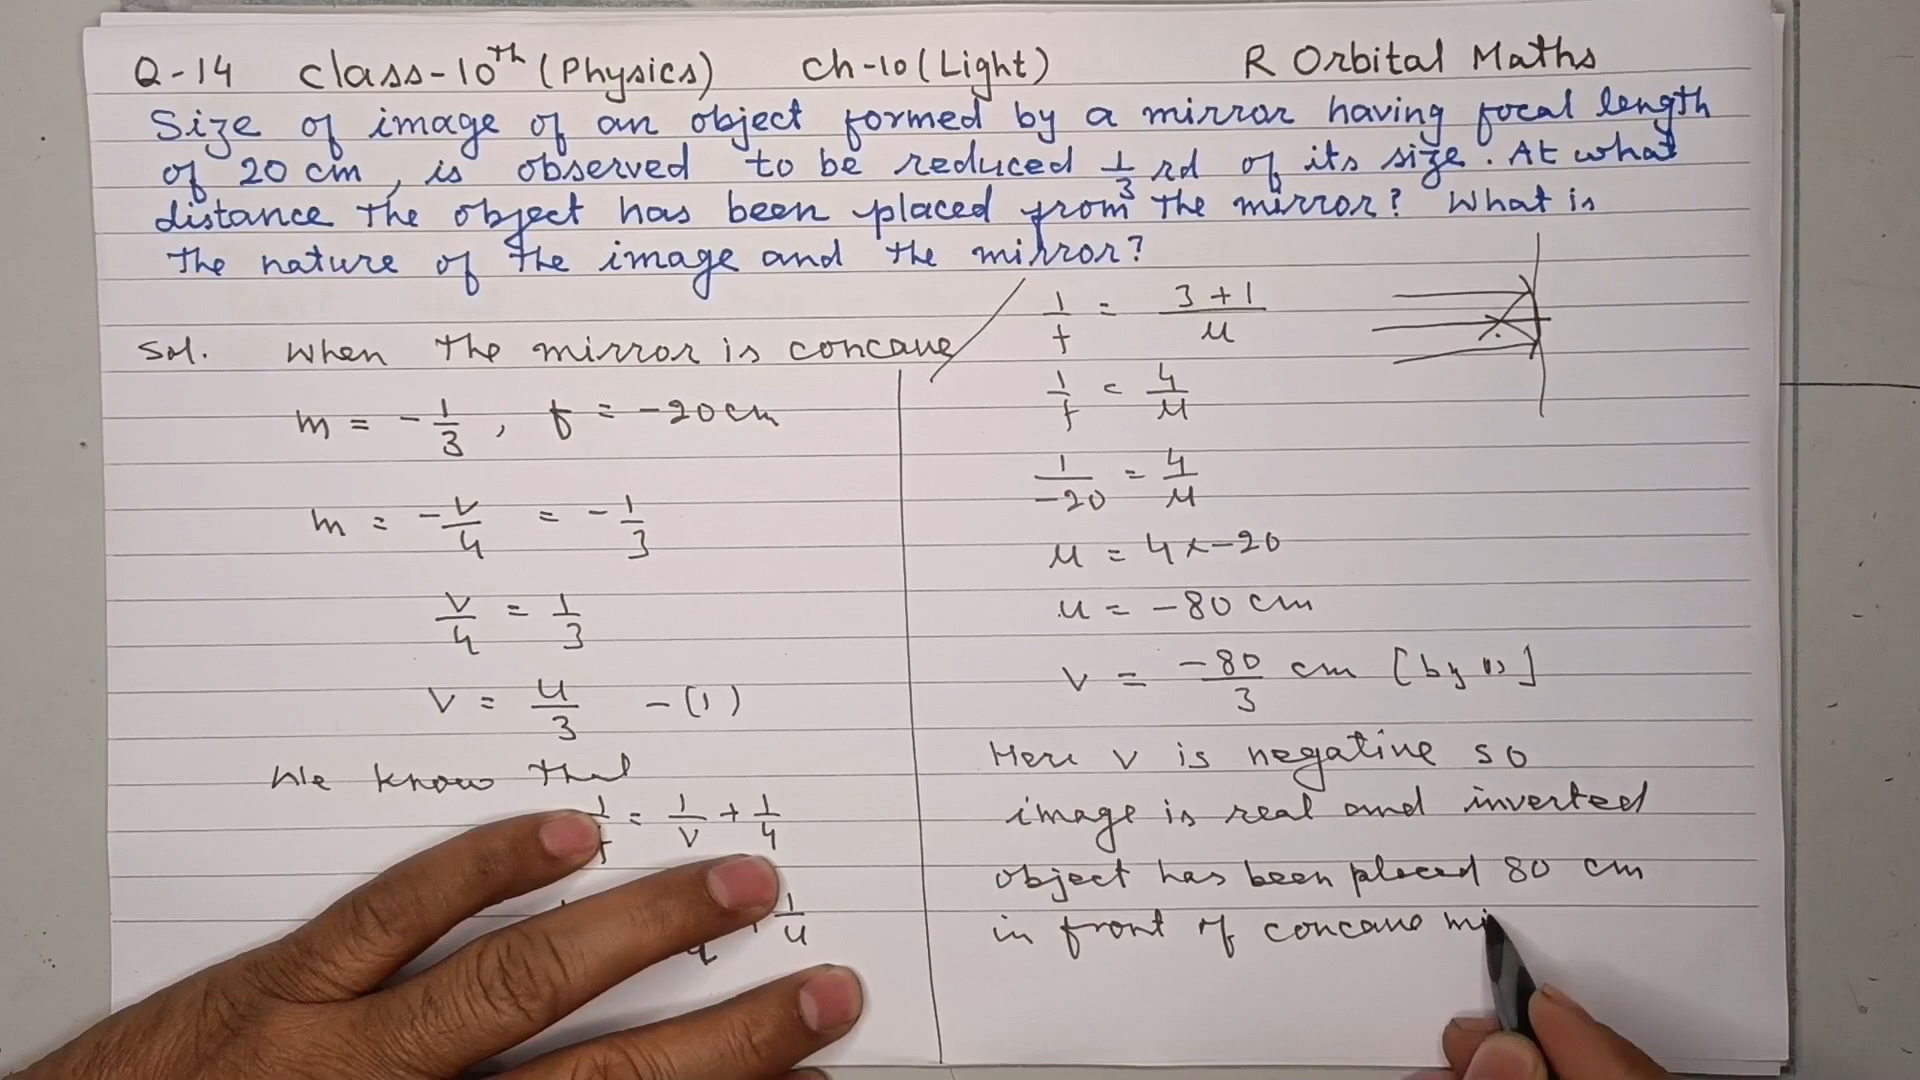 Q-14 Class-10th (Physics) Ch-10 (Light) R Orbital Maths
Size of image of an object formed by a mirror having focal length
of 20 cm, is observed to be reduced 1/3 rd of its size. At what
distance the object has been placed from the mirror? What is
the nature of the image and the mirror?
Sol. When the mirror is concave
m = -1/3, f = -20cm
m = -v/u = -1/3
v/u = 1/3
v = u/3 -(1)
We know that
1/f = 1/v + 1/u
1/u
1/f = 3+1/u
1/f = 4/u
1/-20 = 4/u
u = 4x-20
u = -80 cm
v = -80/3 cm [by (1)]
Here v is negative so
image is real and inverted
object has been placed 80 cm
in front of concave mi